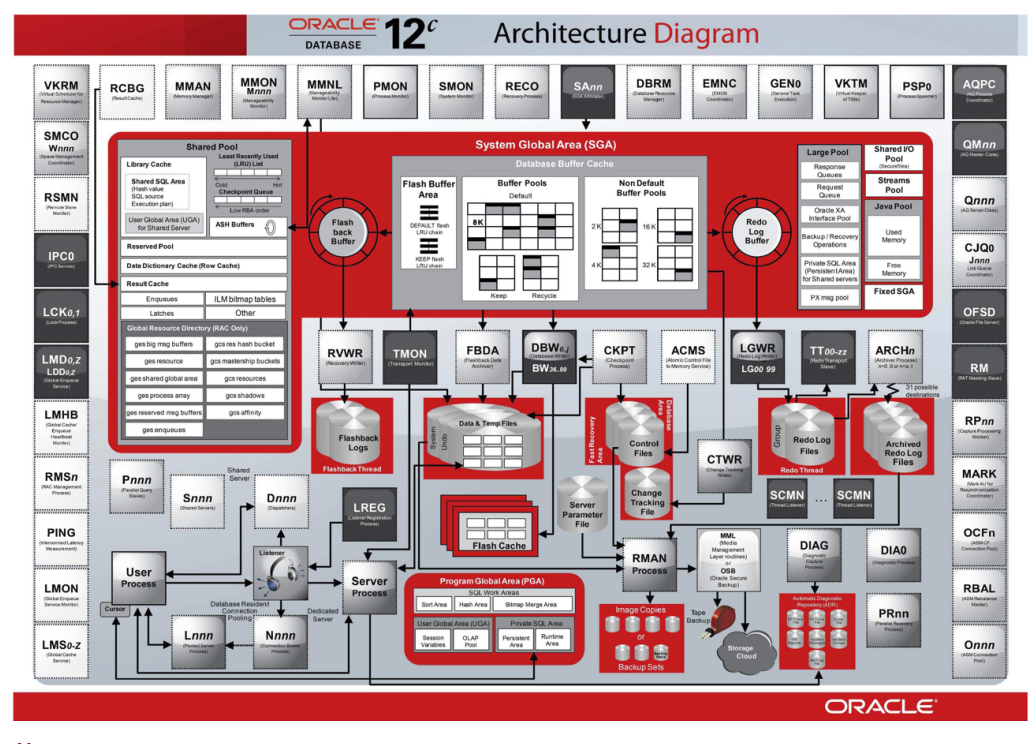 ORACLE
DATABASE
12c
Architecture Diagram
VKRM
(Virtual Scheduler for
Resource Manager)
RCBG
(Result Cache)
MMAN
(Memory Manager)
MMON
Mnnn
(Manageability
Monitor)
MMNL
(Manageability
Monitor Lite)
PMON
(Process Monitor)
SMON
(System Monitor)
RECO
(Recovery Process)
SAnn
(SGA Allocator)
DBRM
(Database Resource
Manager)
EMNC
(EMON
Coordinator)
GEN0
(General Task
Execution)
VKTM
(Virtual Keeper
of TiMe)
PSP0
(Process Spawner)
AQPC
(AQ Process
Coordinator)
SMCO
Wnnn
(Space Management
Coordinator)
RSMN
(Remote Slave
Monitor)
IPC0
(IPC Service)
LCK0,1
(Lock Process)
LMD0,Z
LDD0,Z
(Global Enqueue
Service)
LMHB
(Global Cache/
Enqueue
Heartbeat
Monitor)
RMSn
(RAC Management
Process)
PING
(Interconnect Latency
Measurement)
LMON
(Global Enqueue
Service Monitor)
LMS0-Z
(Global Cache
Service)
QMnn
(AQ Master Class)
Qnnn
(AQ Server Class)
CJQ0
Jnnn
(Job Queue
Coordinator)
OFSD
(Oracle File Server)
RM
(RAT Masking Slave)
RPnn
(Capture Processing
Worker)
MARK
(Mark AU for
Resynchronization
Coordinator)
OCFn
(ASM CF
Connection Pool)
RBAL
(ASM Rebalance
Master)
Onnn
(ASM Connection
Pool)
System Global Area (SGA)
Shared Pool
Library Cache
Shared SQL Area
(Hash value
SQL source
Execution plan)
User Global Area (UGA)
for Shared Server
Least Recently Used
(LRU) List
Cold
Hot
Checkpoint Queue
Low RBA order
ASH Buffers
Reserved Pool
Data Dictionary Cache (Row Cache)
Result Cache
Enqueues
ILM bitmap tables
Latches
Other
Global Resource Directory (RAC Only)
ges big msg buffers
gcs res hash bucket
ges resource
gcs mastership buckets
ges shared global area
gcs resources
ges process array
gcs shadows
ges reserved msg buffers
gcs affinity
ges enqueues
Flash
back
Buffer
Database Buffer Cache
Flash Buffer
Area
DEFAULT flash
LRU chain
KEEP flash
LRU chain
Buffer Pools
Default
8 K
Keep
Recycle
Non Default
Buffer Pools
2 K
16 K
4 K
32 K
Redo
Log
Buffer
Large Pool
Response
Queues
Request
Queue
Oracle XA
Interface Pool
Backup / Recovery
Operations
Private SQL Area
(Persistent Area)
for Shared servers
PX msg pool
Shared I/O
Pool
(Securefiles)
Streams
Pool
Java Pool
Used
Memory
Free
Memory
Fixed SGA
RVWR
(Recovery Writer)
TMON
(Transport Monitor)
FBDA
(Flashback Data
Archiver)
DBW0,j
(Database Writer)
BW36..99
CKPT
(Checkpoint
Process)
ACMS
(Atomic Control File
to Memory Service)
LGWR
(Redo Log Writer)
LG00 99
TT00-zz
(Redo Transport
Slave)
ARCHn
(Archiver Process)
31 possible
destinations
Flashback
Logs
Flashback Thread
System
Undo
Data & Temp Files
Fast Recovery
Area
Database
Area
Control
Files
Change
Tracking
File
CTWR
(Change Tracking
Writer)
Group
Redo Log
Files
Redo Thread
Archived
Redo Log
Files
SCMN
(Thread Listener)
...
SCMN
(Thread Listener)
Pnnn
(Parallel Query
Slaves)
Shared
Server
Snnn
(Shared Servers)
Dnnn
(Dispatchers)
LREG
(Listener Registration
Process)
Flash Cache
Server
Parameter
File
User
Process
Cursor
Listener
Server
Process
Database Resident
Connection
Pooling
Dedicated
Server
Lnnn
(Pooled Server
Process)
Nnnn
(Connection Broker
Process)
Program Global Area (PGA)
SQL Work Areas
Sort Area
Hash Area
Bitmap Merge Area
User Global Area (UGA)
Session
Variables
OLAP
Pool
Private SQL Area
Persistent
Area
Runtime
Area
RMAN
Process
MML
(Media
Management
Layer routines)
or
OSB
(Oracle Secure
Backup)
Image Copies
or
Backup Sets
Tape
Backup
Storage
Cloud
DIAG
(Diagnostic
Capture
Process)
DIA0
(Diagnostic Process)
Automatic Diagnostic
Repository (ADR)
PRnn
(Parallel Recovery
Process)
ORACLE